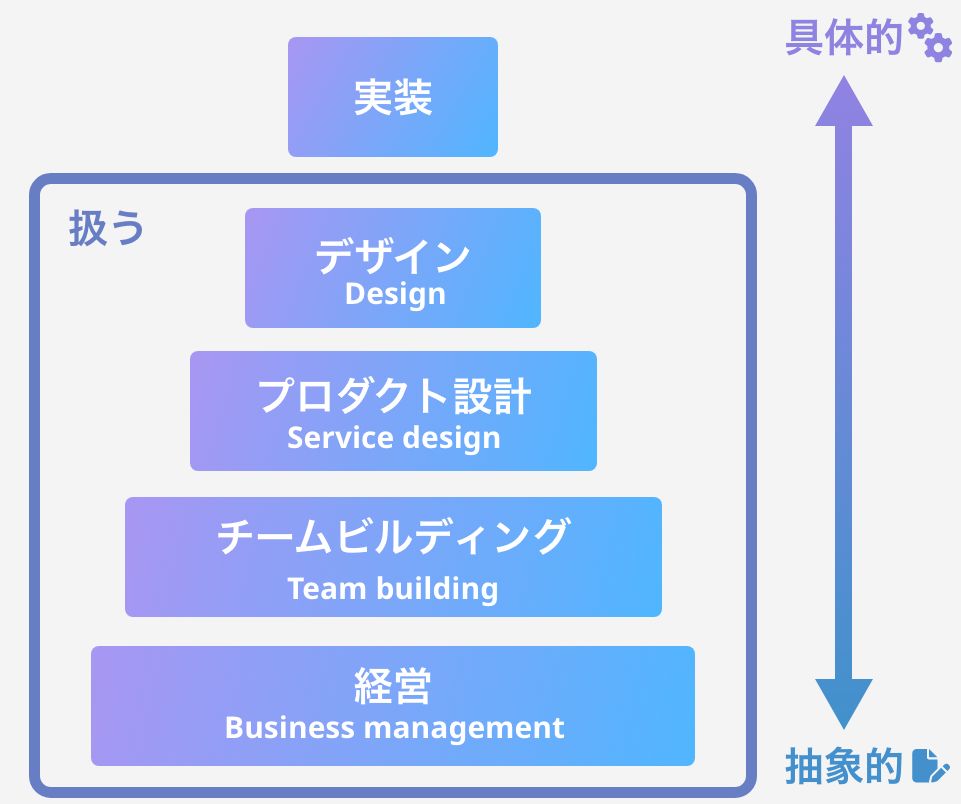 具体的
実装
扱う
デザイン
Design
プロダクト設計
Service design
チームビルディング
Team building
経営
Business management
抽象的